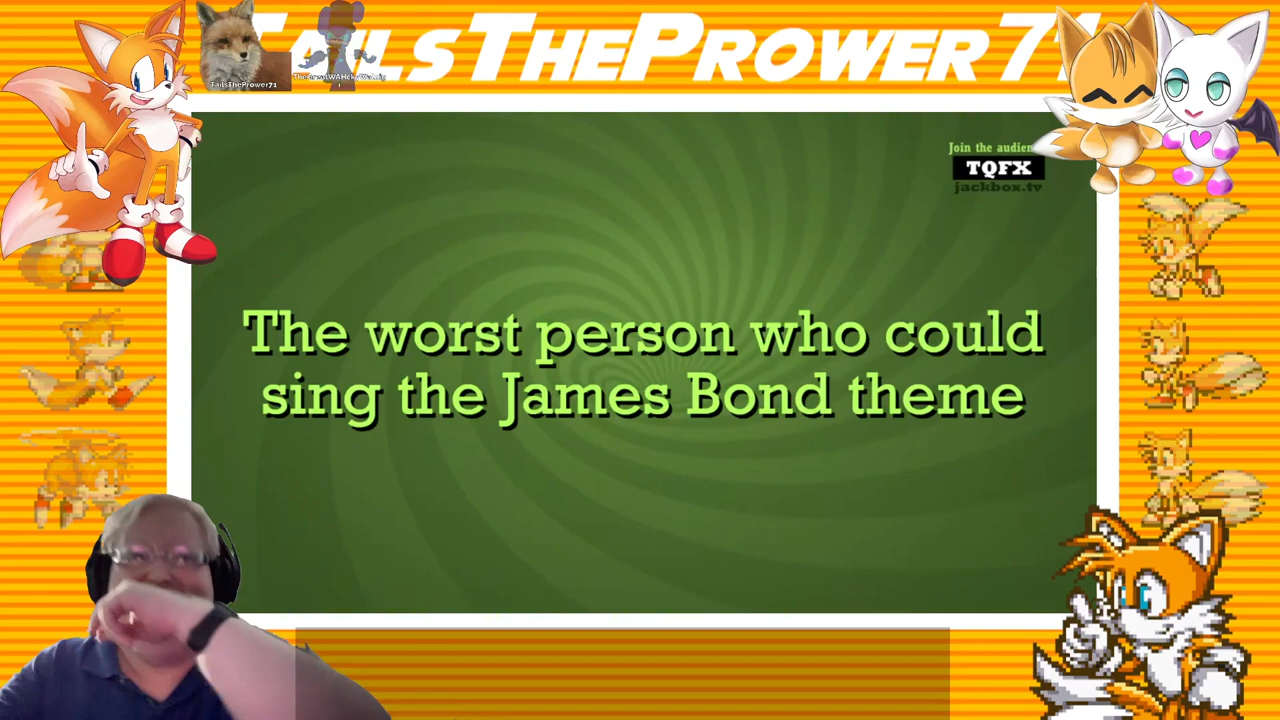 TailsThePrower71
TailsThePrower71
Join the audien
TQFX
jackbox.tv
The worst person who could
sing the James Bond theme